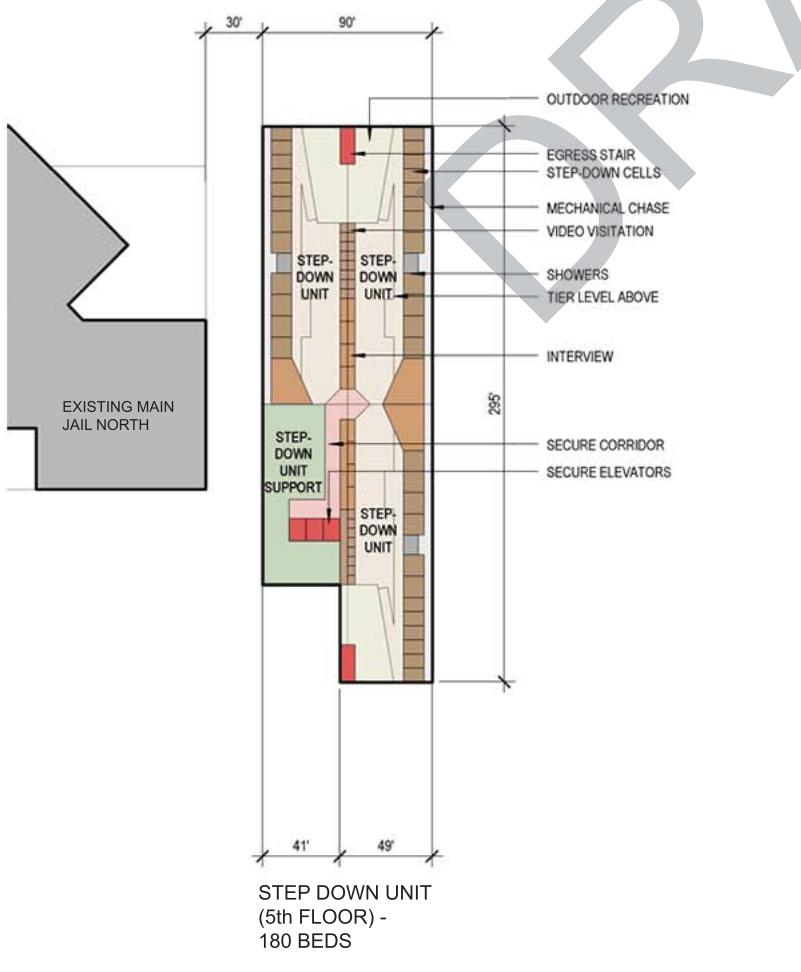 30'
90'
OUTDOOR RECREATION
EGRESS STAIR
STEP-DOWN CELLS
MECHANICAL CHASE
VIDEO VISITATION
SHOWERS
TIER LEVEL ABOVE
INTERVIEW
SECURE CORRIDOR
SECURE ELEVATORS
STEP-
DOWN
UNIT
STEP-
DOWN
UNIT
EXISTING MAIN
JAIL NORTH
STEP-
DOWN
UNIT
SUPPORT
STEP-
DOWN
UNIT
295'
41'
49'
STEP DOWN UNIT
(5th FLOOR) -
180 BEDS